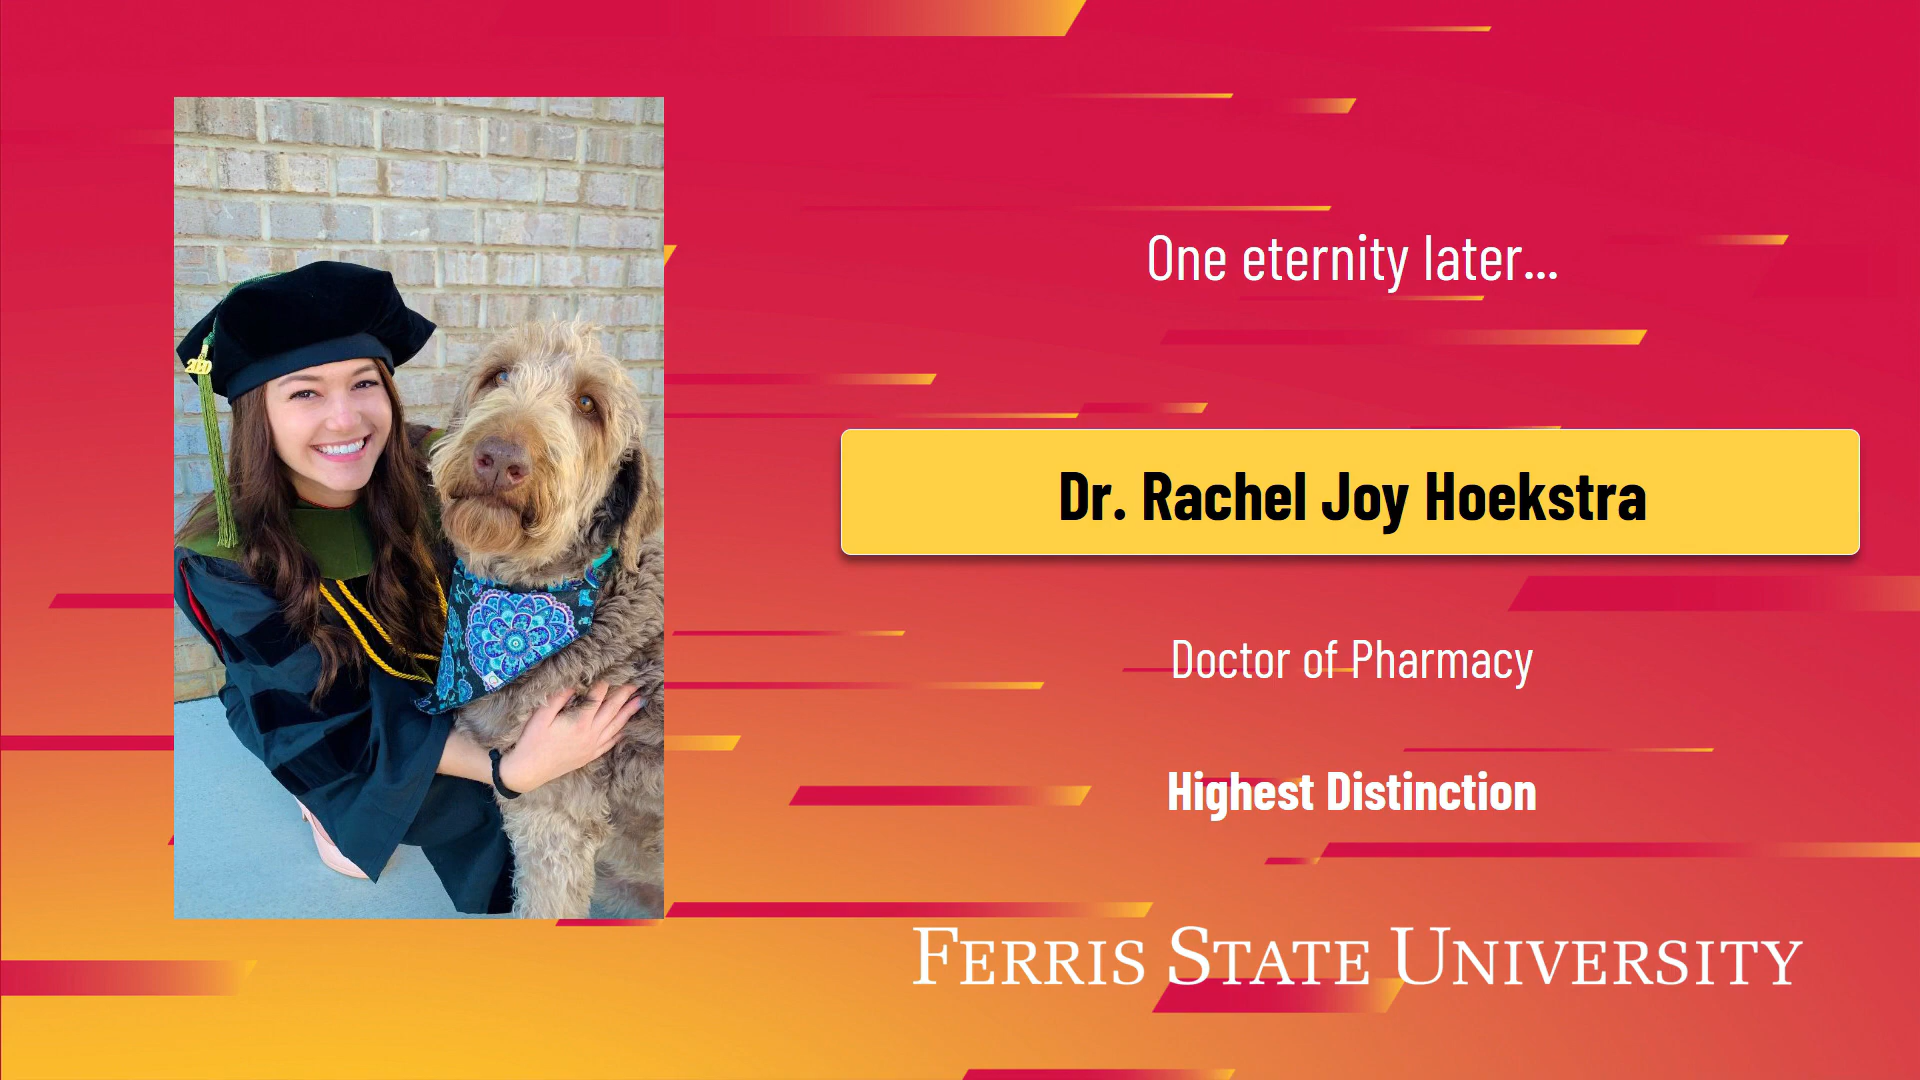 One eternity later...
Dr. Rachel Joy Hoekstra
Doctor of Pharmacy
Highest Distinction
FERRIS STATE UNIVERSITY